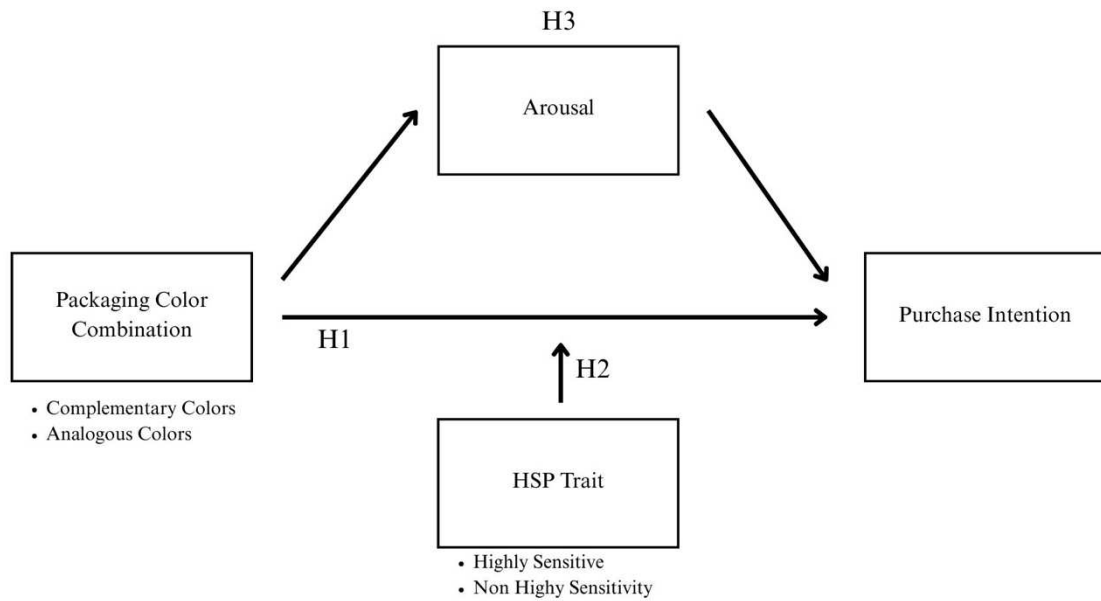 H3
Arousal
Packaging Color
Combination
Purchase Intention
H1
H2
• Complementary Colors
• Analogous Colors
HSP Trait
• Highly Sensitive
• Non Highy Sensitivity